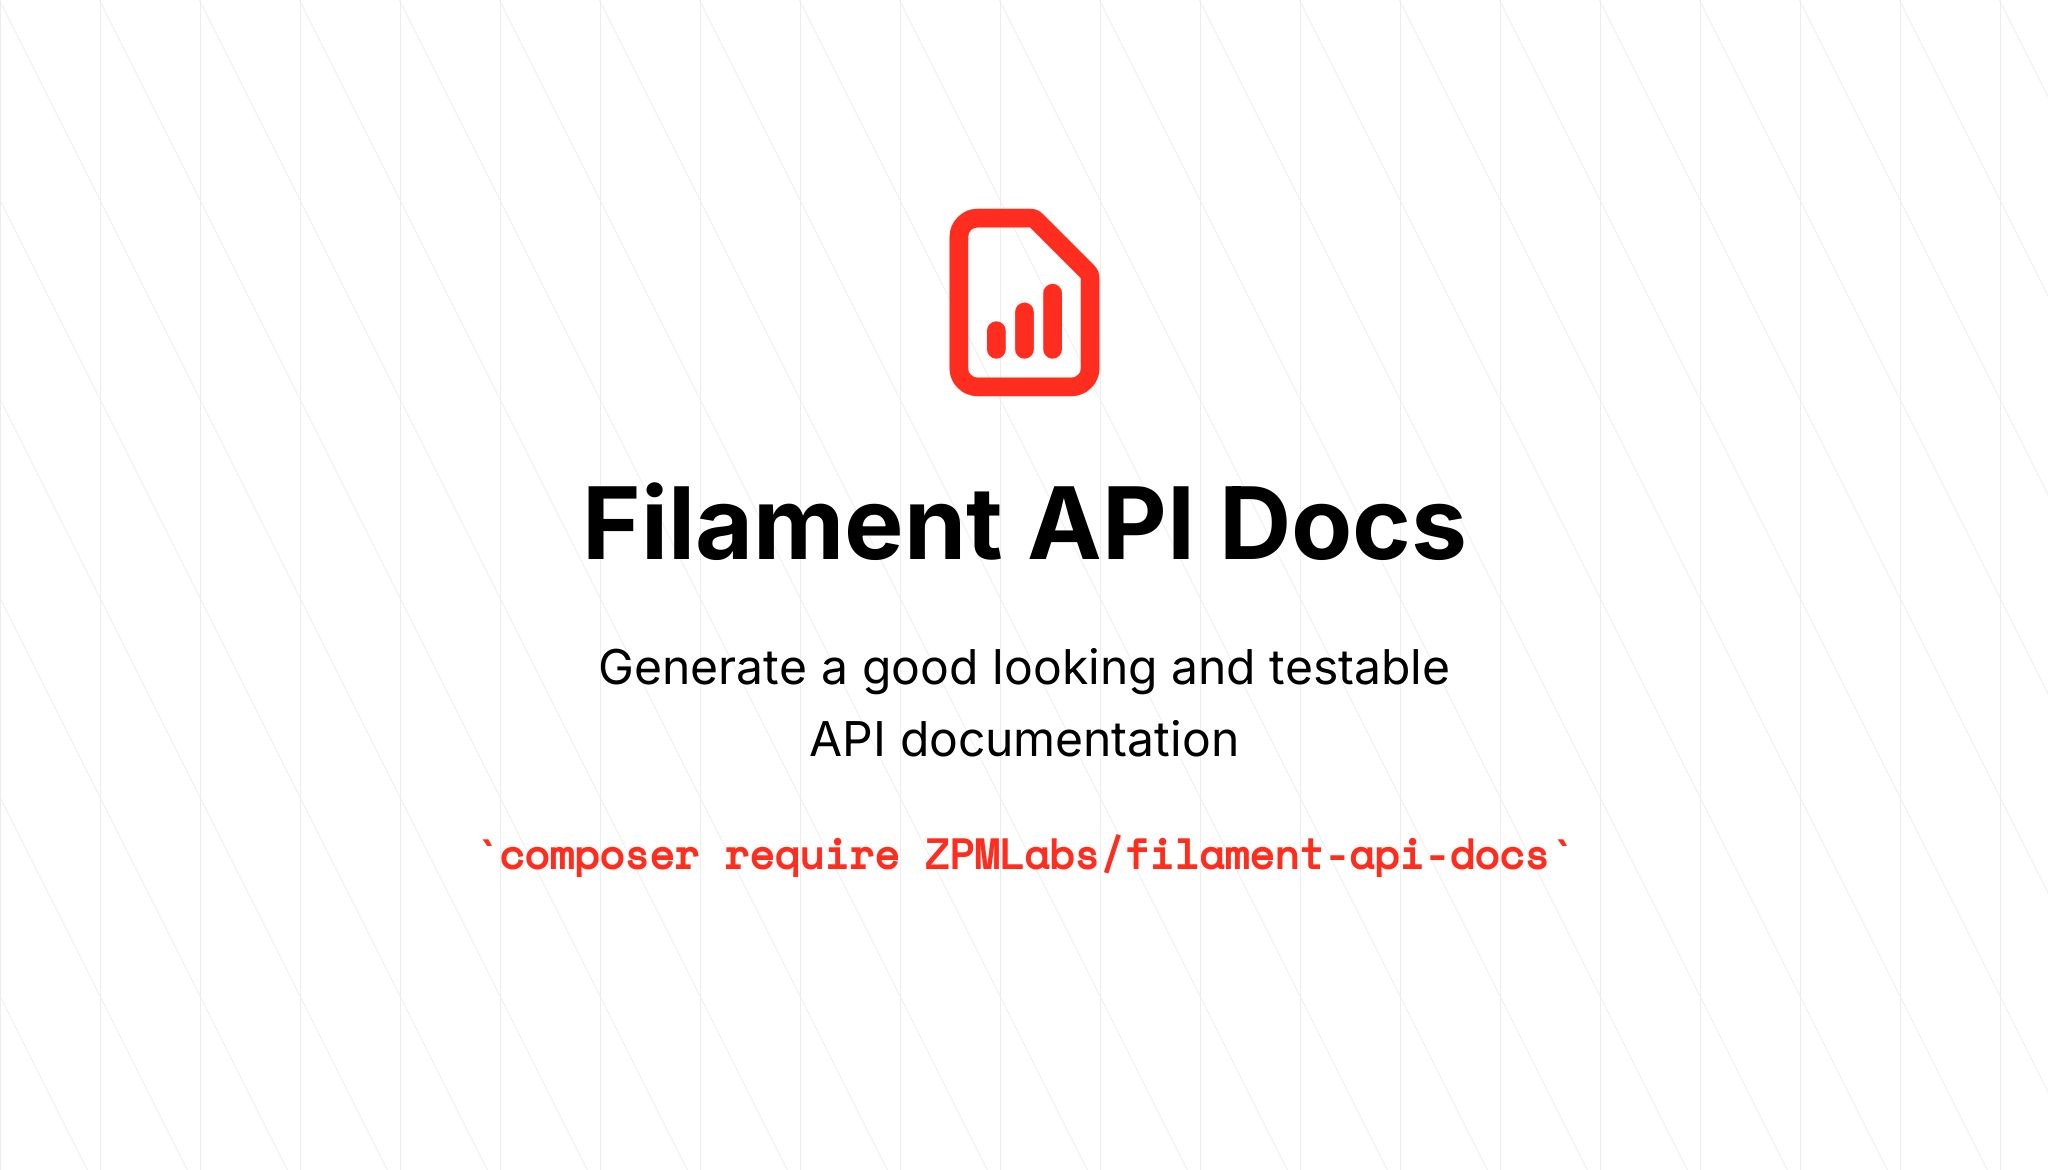 Filament API Docs
Generate a good looking and testable
API documentation
`composer require ZPMLabs/filament-api-docs`